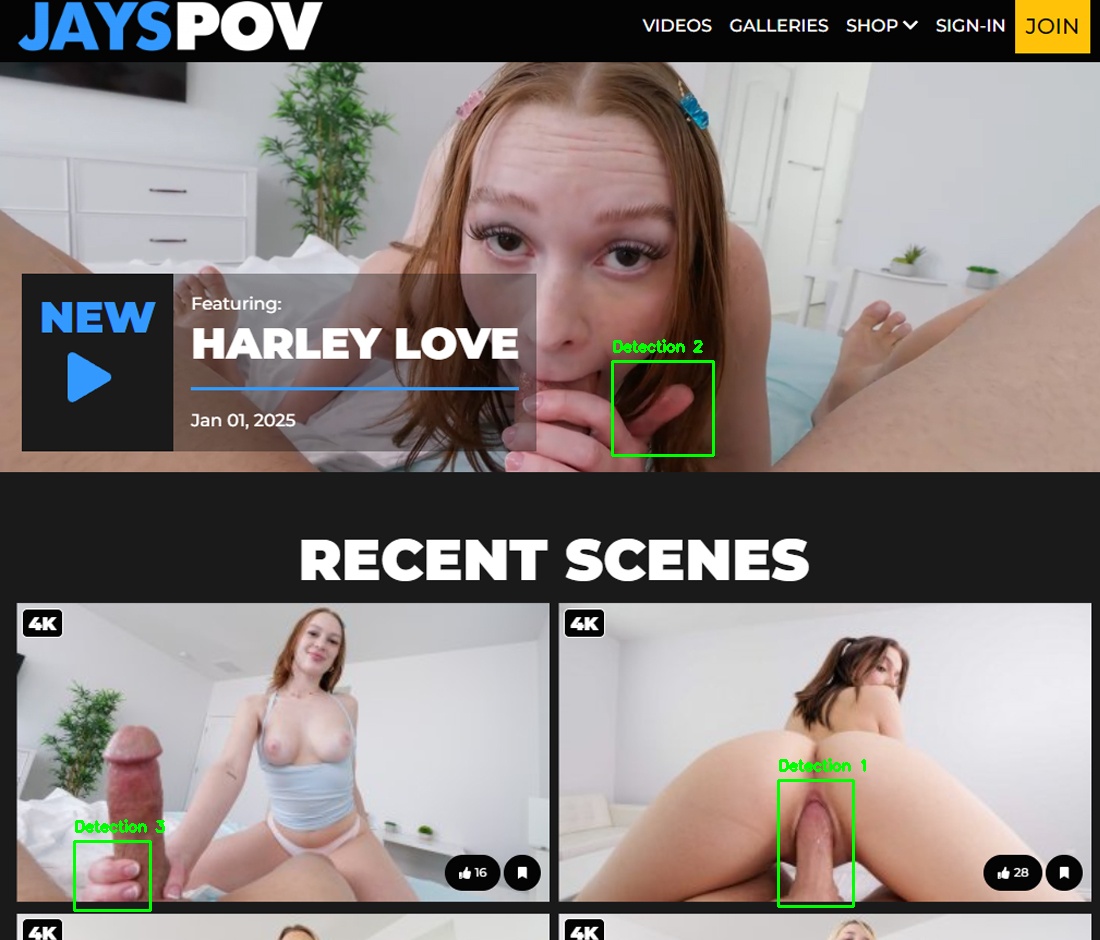 JAYSPOV
VIDEOS GALLERIES SHOP SIGN-IN JOIN
NEW
Featuring:
HARLEY LOVE
Jan 01, 2025
Detection 2
RECENT SCENES
4K
4K
Detection 1
Detection 3
16
28
4K
4K